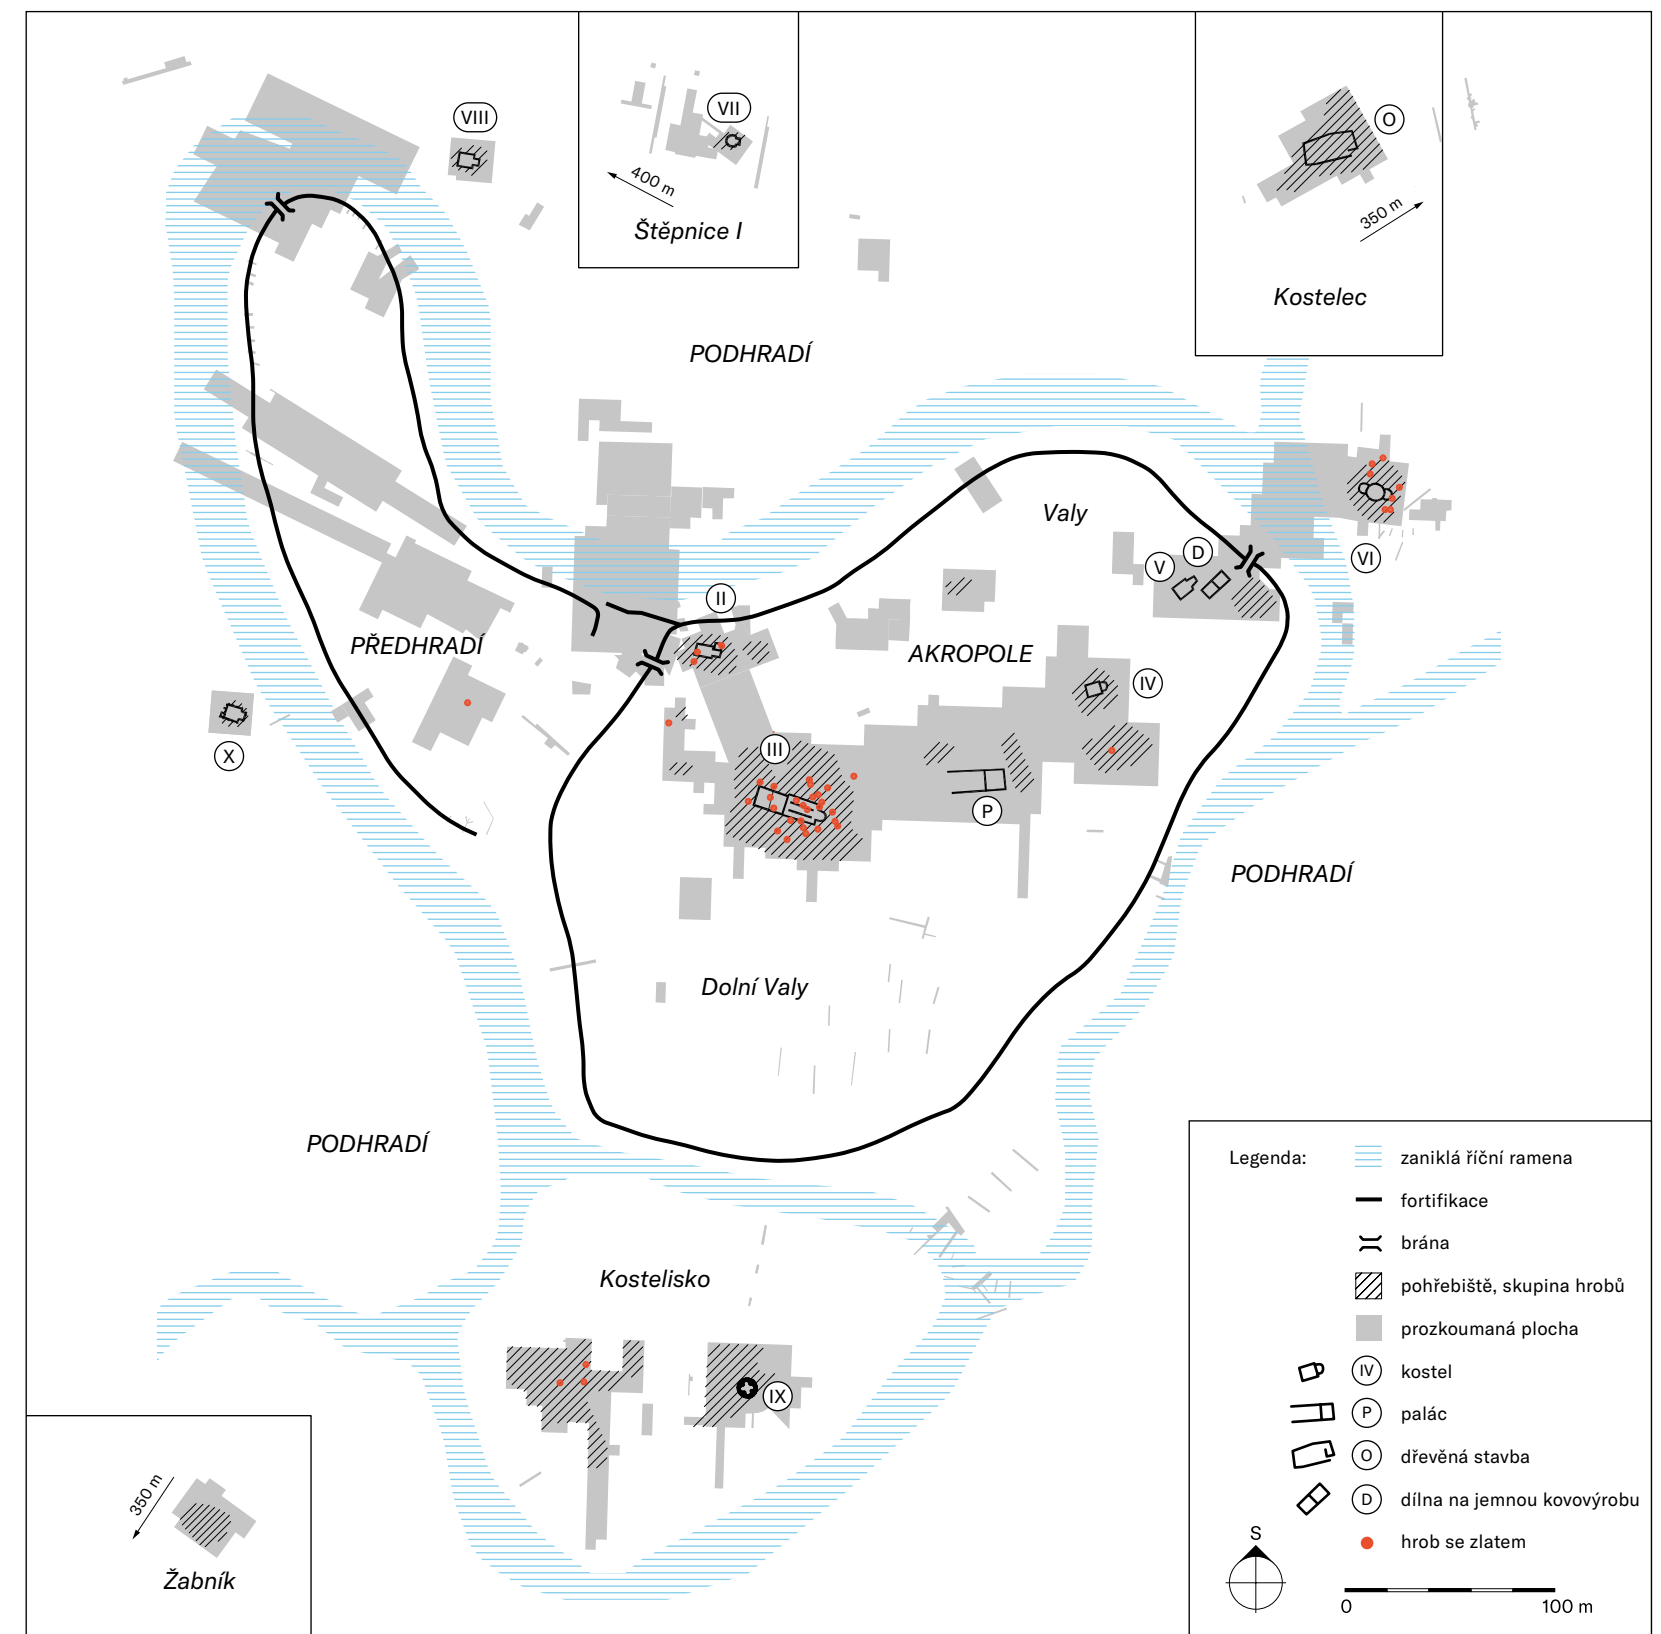 VIII
VII
400 m
Štěpnice I
O
350 m
Kostelec
PODHRADÍ
Valy
V
D
VI
II
PŘEDHRADÍ
AKROPOLE
IV
X
III
P
PODHRADÍ
Dolní Valy
PODHRADÍ
Kostelisko
IX
350 m
Žabník
Legenda:
zaniklá říční ramena
fortifikace
brána
pohřebiště, skupina hrobů
prozkoumaná plocha
IV kostel
P palác
O dřevěná stavba
D dílna na jemnou kovovýrobu
hrob se zlatem
S
0 100 m